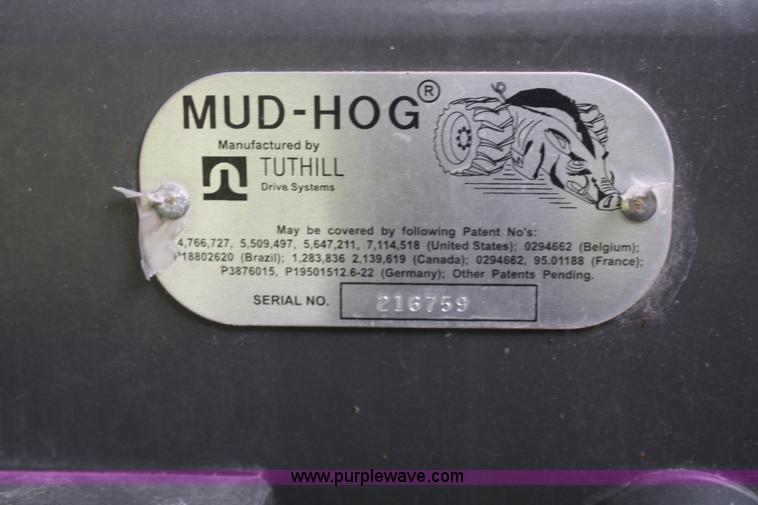 MUD-HOG®
Manufactured by
TUTHILL
Drive Systems
May be covered by following Patent No's:
4,766,727, 5,509,497, 5,647,211, 7,114,518 (United States); 0294662 (Belgium);
18802620 (Brazil); 1,283,836 2,139,619 (Canada); 0294662, 95.01188 (France);
P3876015, P19501512.6-22 (Germany); Other Patents Pending.
SERIAL NO. 216759
www.purplewave.com